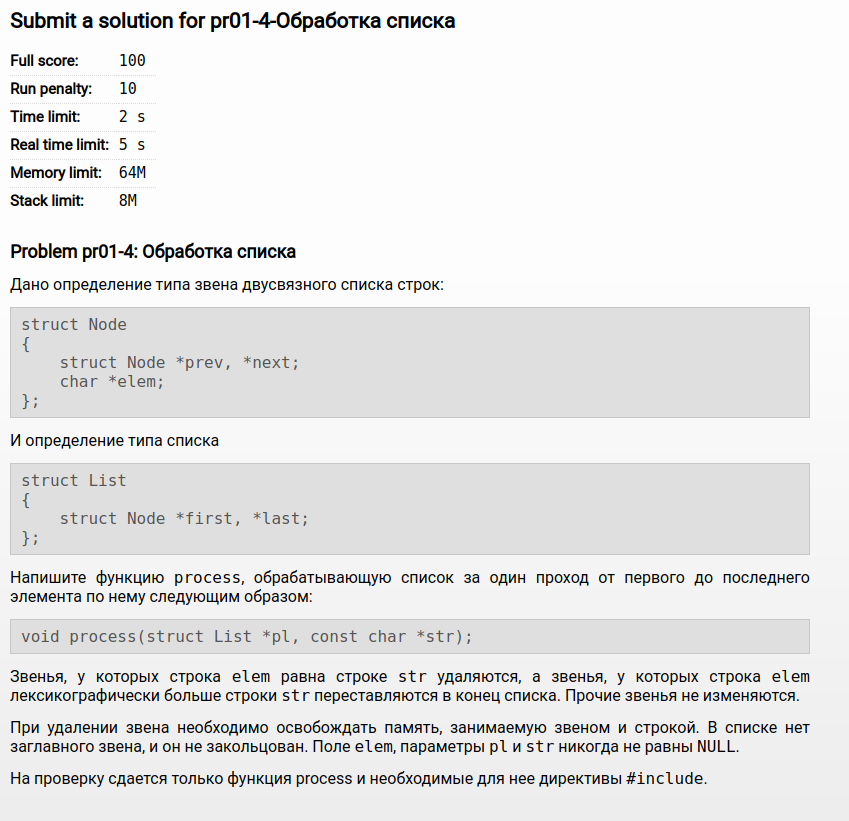 Submit a solution for pr01-4-Обработка списка
Full score: 100
Run penalty: 10
Time limit: 2 s
Real time limit: 5 s
Memory limit: 64M
Stack limit: 8M
Problem pr01-4: Обработка списка
Дано определение типа звена двусвязного списка строк:
struct Node
{
    struct Node *prev, *next;
    char *elem;
};
И определение типа списка
struct List
{
    struct Node *first, *last;
};
Напишите функцию process, обрабатывающую список за один проход от первого до последнего
элемента по нему следующим образом:
void process(struct List *pl, const char *str);
Звенья, у которых строка elem равна строке str удаляются, а звенья, у которых строка elem
лексикографически больше строки str переставляются в конец списка. Прочие звенья не изменяются.
При удалении звена необходимо освобождать память, занимаемую звеном и строкой. В списке нет
заглавного звена, и он не закольцован. Поле elem, параметры pl и str никогда не равны NULL.
На проверку сдается только функция process и необходимые для нее директивы #include.